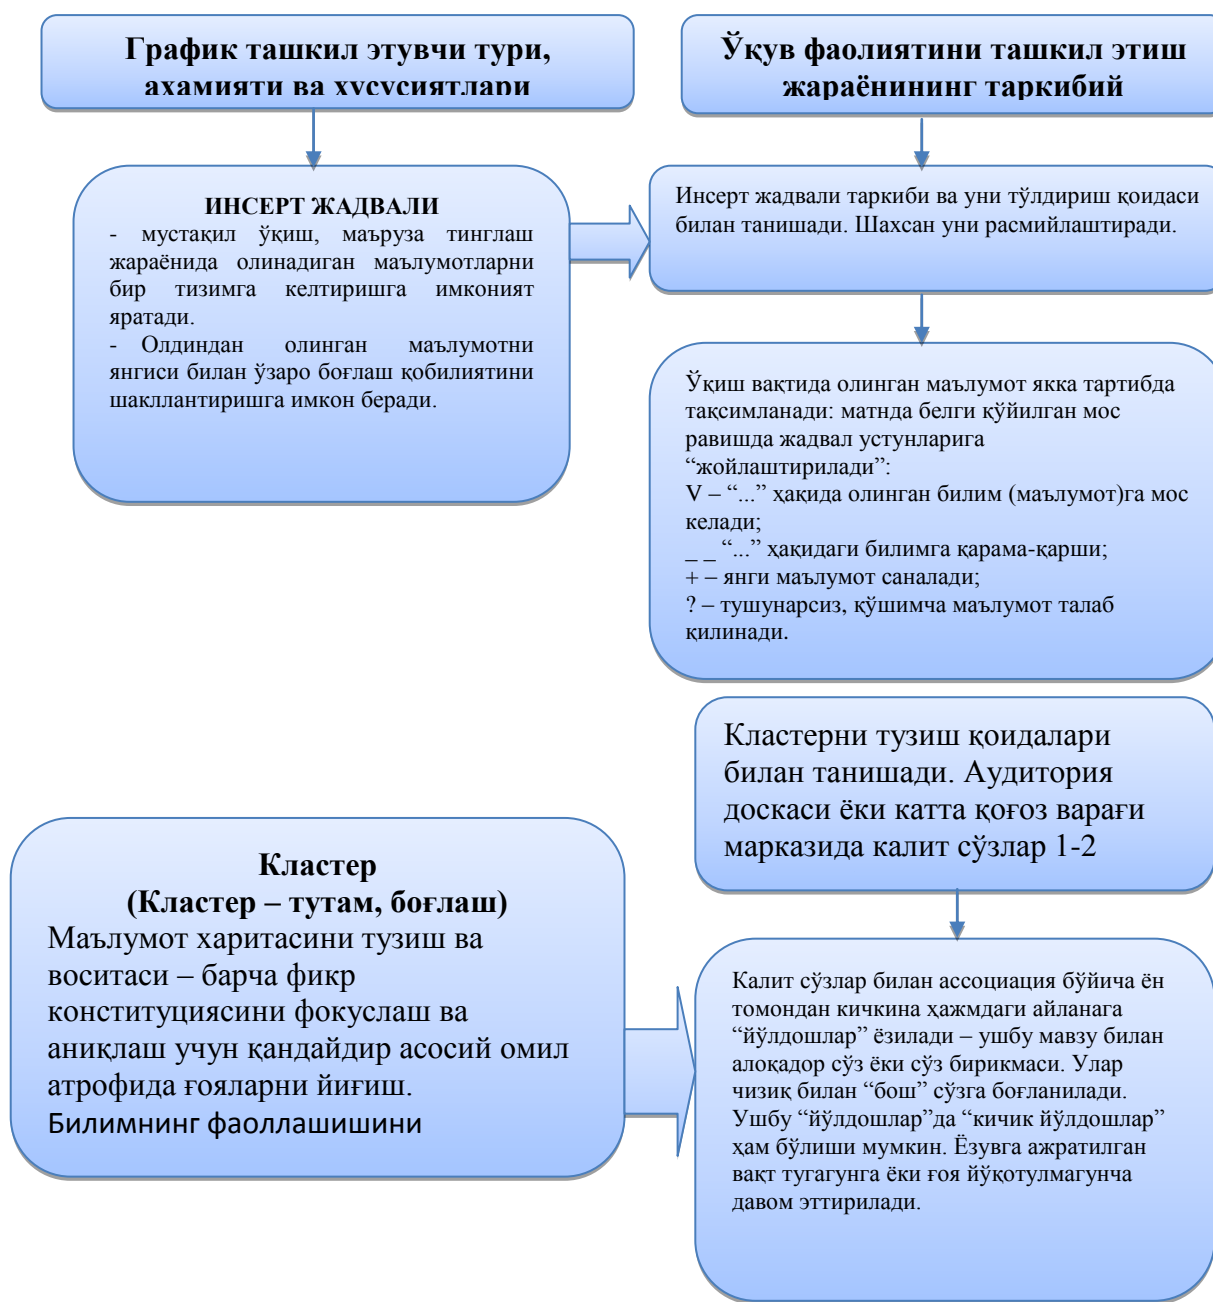 График ташкил этувчи тури,
аҳамияти ва хусусиятлари
Ўқув фаолиятини ташкил этиш
жараёнининг таркибий
ИНСЕРТ ЖАДВАЛИ
- мустақил ўқиш, маъруза тинглаш
жараёнида олинадиган маълумотларни
бир тизимга келтиришга имконият
яратади.
- Олдиндан олинган маълумотни
янгиси билан ўзаро боғлаш қобилиятини
шакллантиришга имкон беради.
Инсерт жадвали таркиби ва уни тўлдириш қоидаси
билан танишади. Шахсан уни расмийлаштиради.
Ўқиш вақтида олинган маълумот якка тартибда
тақсимланади: матнда белги қўйилган мос
равишда жадвал устунларига
“жойлаштирилади”:
V – “...” ҳақида олинган билим (маълумот)га мос
келади;
_ _ “...” ҳақидаги билимга қарама-қарши;
+ – янги маълумот саналади;
? – тушунарсиз, қўшимча маълумот талаб
қилинади.
Кластерни тузиш қоидалари
билан танишади. Аудитория
доскаси ёки катта қоғоз варағи
марказида калит сўзлар 1-2
Кластер
(Кластер – тутам, боғлаш)
Маълумот харитасини тузиш ва
воситаси – барча фикр
конституциясини фокуслаш ва
аниқлаш учун қандайдир асосий омил
атрофида ғояларни йиғиш.
Билимнинг фаоллашишини
Калит сўзлар билан ассоциация бўйича ён
томондан кичкина ҳажмдаги айланага
“йўлдошлар” ёзилади – ушбу мавзу билан
алоқадор сўз ёки сўз бирикмаси. Улар
чизиқ билан “бош” сўзга боғланилади.
Ушбу “йўлдошлар”да “кичик йўлдошлар”
ҳам бўлиши мумкин. Ёзувга ажратилган
вақт тугагунга ёки ғоя йўқотулмагунча
давом эттирилади.